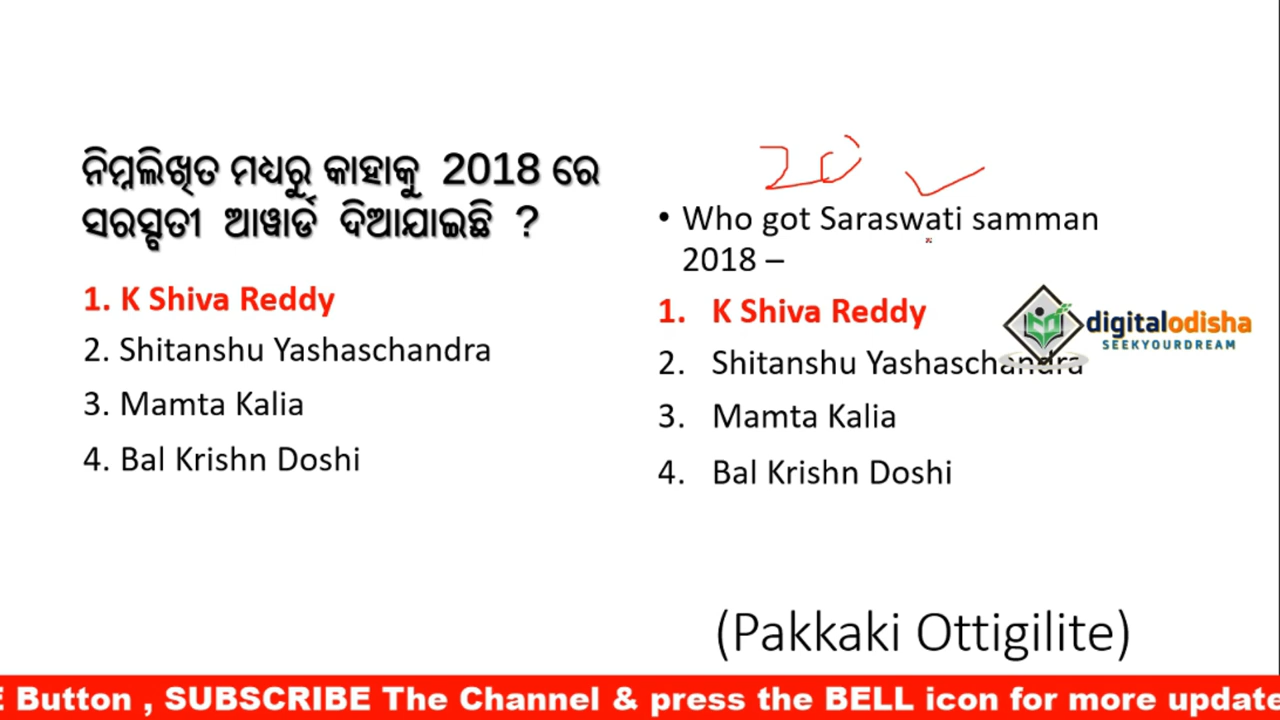 ନିମ୍ନଲିଖିତ ମଧ୍ଯରୁ କାହାକୁ 2018 ରେ
ସରସ୍ବତୀ ଆୱାର୍ଡ ଦିଆଯାଇଛି ?
1. K Shiva Reddy
2. Shitanshu Yashaschandra
3. Mamta Kalia
4. Bal Krishn Doshi
20
• Who got Saraswati samman
2018 –
1. K Shiva Reddy
2. Shitanshu Yashaschandra
3. Mamta Kalia
4. Bal Krishn Doshi
digitalodisha
SEEKYOURDREAM
(Pakkaki Ottigilite)
E Button , SUBSCRIBE The Channel & press the BELL icon for more update